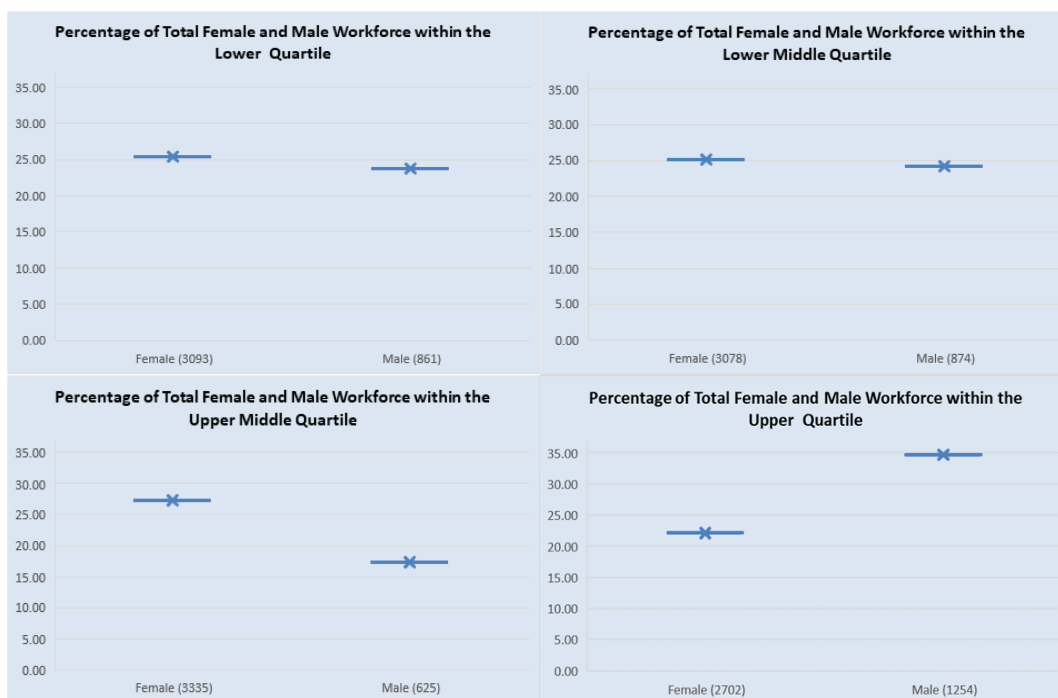 Percentage of Total Female and Male Workforce within the
Lower Quartile
35.00
30.00
25.00
20.00
15.00
10.00
5.00
0.00
Female (3093)
Male (861)
Percentage of Total Female and Male Workforce within the
Lower Middle Quartile
35.00
30.00
25.00
20.00
15.00
10.00
5.00
0.00
Female (3078)
Male (874)
Percentage of Total Female and Male Workforce within the
Upper Middle Quartile
35.00
30.00
25.00
20.00
15.00
10.00
5.00
0.00
Female (3335)
Male (625)
Percentage of Total Female and Male Workforce within the
Upper Quartile
35.00
30.00
25.00
20.00
15.00
10.00
5.00
0.00
Female (2702)
Male (1254)